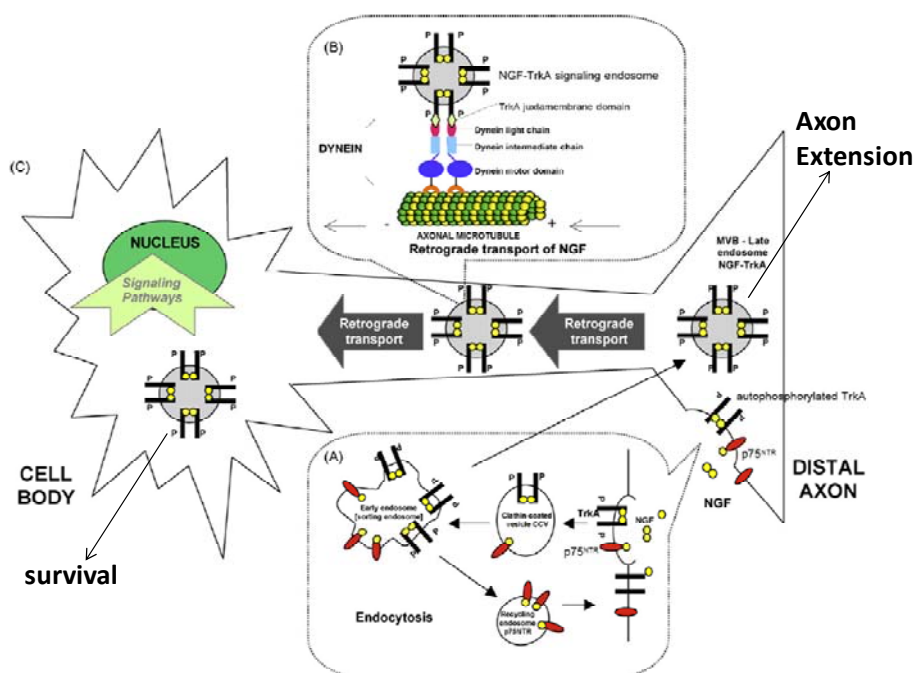 (B)
P P
P P
P P
P P
NGF-TrkA signaling endosome
TrkA juxtamembrane domain
Dynein light chain
DYNEIN
Dynein intermediate chain
Dynein motor domain
- +
AXONAL MICROTUBULE
Retrograde transport of NGF
Axon
Extension
(C)
NUCLEUS
Signaling
Pathways
MVB - Late
endosome
NGF-TrkA
Retrograde
transport
Retrograde
transport
autophosphorylated TrkA
p75NTR
NGF
DISTAL
AXON
CELL
BODY
survival
(A)
Early endosome
[sorting endosome]
P P
Clathin-coated
vesicle CCV
TrkA
NGF
p75NTR
Recycling
endosome
p75NTR
Endocytosis